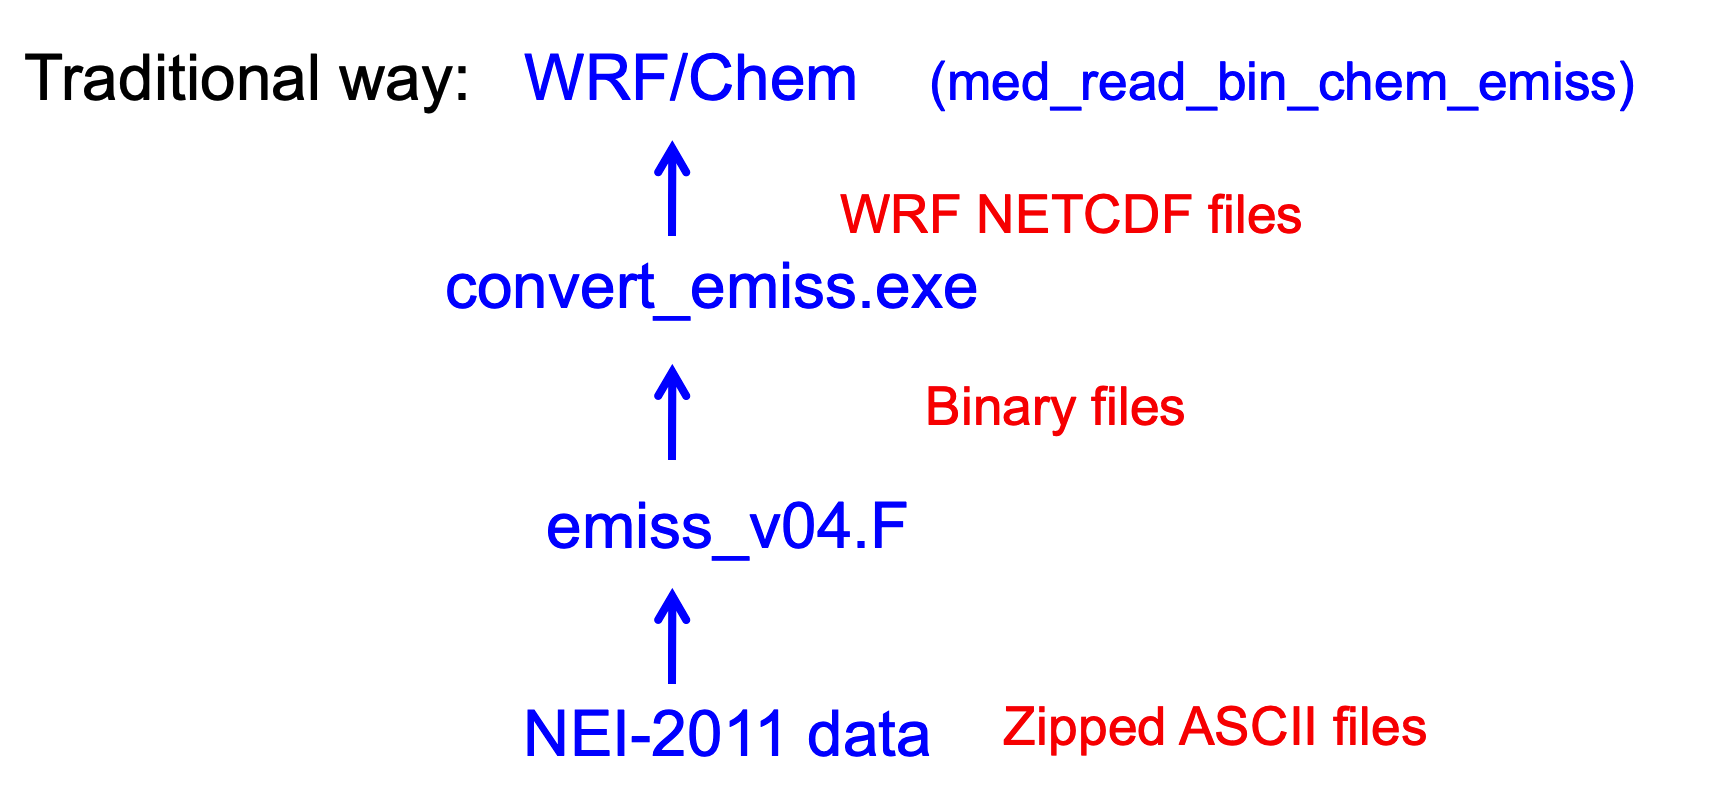 Traditional way: WRF/Chem (med_read_bin_chem_emiss)
WRF NETCDF files
convert_emiss.exe
Binary files
emiss_v04.F
NEI-2011 data Zipped ASCII files